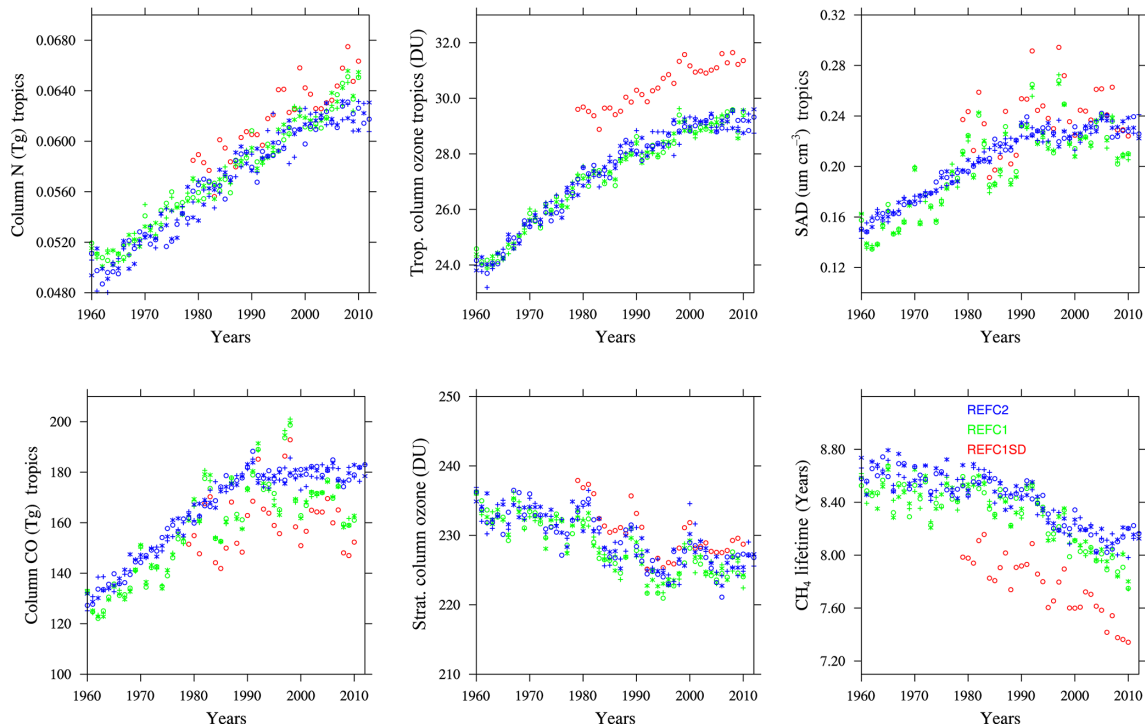 Column N (Tg) tropics
0.0680
0.0640
0.0600
0.0560
0.0520
0.0480
1960 1970 1980 1990 2000 2010
Years
Trop. column ozone tropics (DU)
32.0
30.0
28.0
26.0
24.0
1960 1970 1980 1990 2000 2010
Years
SAD (um cm⁻³) tropics
0.32
0.28
0.24
0.20
0.16
0.12
1960 1970 1980 1990 2000 2010
Years
Column CO (Tg) tropics
200
180
160
140
120
100
1960 1970 1980 1990 2000 2010
Years
Strat. column ozone (DU)
250
240
230
220
210
1960 1970 1980 1990 2000 2010
Years
CH₄ lifetime (Years)
8.80
8.40
8.00
7.60
7.20
REFC2
REFC1
REFC1SD
1960 1970 1980 1990 2000 2010
Years